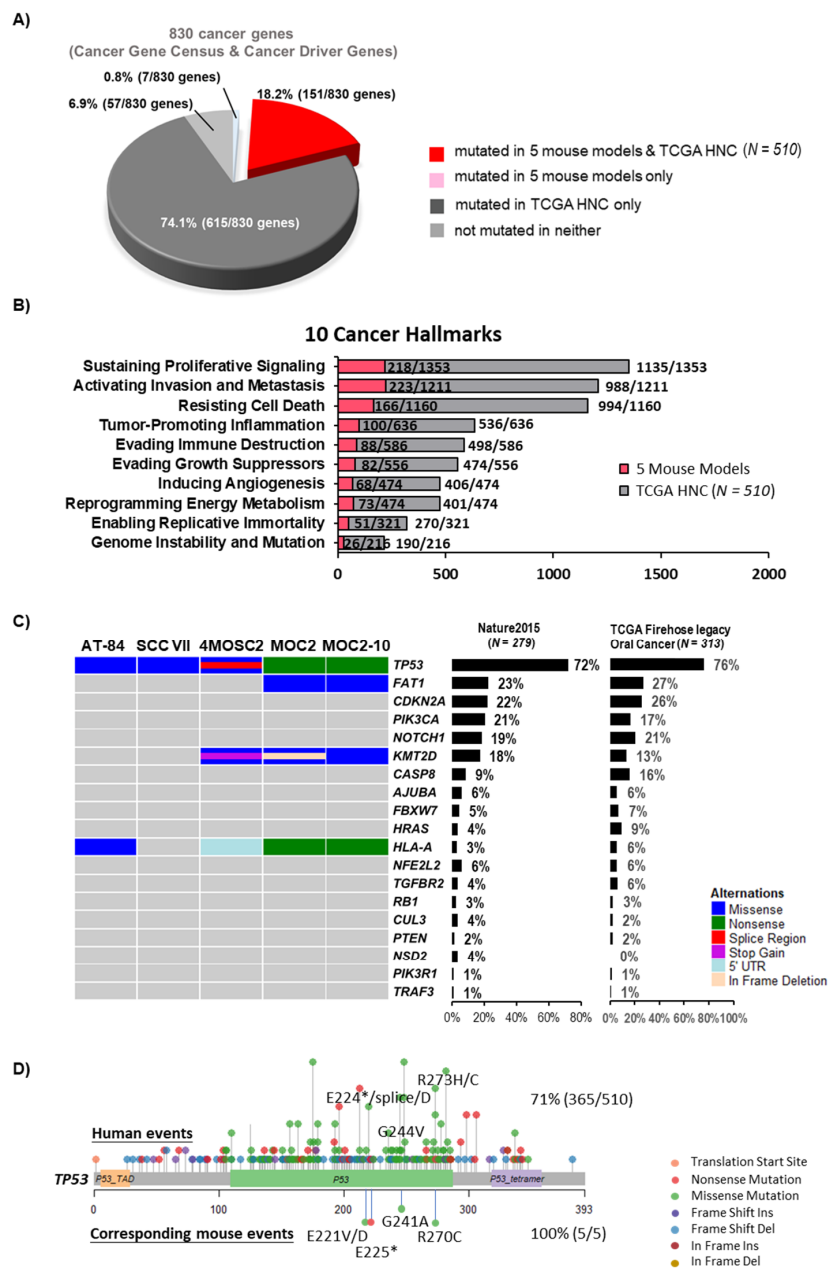 A)
830 cancer genes
(Cancer Gene Census & Cancer Driver Genes)
0.8% (7/830 genes)
6.9% (57/830 genes)
18.2% (151/830 genes)
74.1% (615/830 genes)
mutated in 5 mouse models & TCGA HNC (N = 510)
mutated in 5 mouse models only
mutated in TCGA HNC only
not mutated in neither
B)
10 Cancer Hallmarks
Sustaining Proliferative Signaling 218/1353 1135/1353
Activating Invasion and Metastasis 223/1211 988/1211
Resisting Cell Death 166/1160 994/1160
Tumor-Promoting Inflammation 100/636 536/636
Evading Immune Destruction 88/586 498/586
Evading Growth Suppressors 82/556 474/556
Inducing Angiogenesis 68/474 406/474
Reprogramming Energy Metabolism 73/474 401/474
Enabling Replicative Immortality 51/321 270/321
Genome Instability and Mutation 26/216 190/216
5 Mouse Models
TCGA HNC (N = 510)
0 500 1000 1500 2000
C)
Nature2015
(N = 279)
TCGA Firehose legacy
Oral Cancer (N = 313)
AT-84 SCC VII 4MOSC2 MOC2 MOC2-10
TP53 72% 76%
FAT1 23% 27%
CDKN2A 22% 26%
PIK3CA 21% 17%
NOTCH1 19% 21%
KMT2D 18% 13%
CASP8 9% 16%
AJUBA 6% 6%
FBXW7 5% 7%
HRAS 4% 9%
HLA-A 3% 6%
NFE2L2 6% 6%
TGFBR2 4% 6%
RB1 3% 3%
CUL3 4% 2%
PTEN 2% 2%
NSD2 4% 0%
PIK3R1 1% 1%
TRAF3 1% 1%
0% 20% 40% 60% 80%
0% 20% 40% 60% 80%100%
Alternations
Missense
Nonsense
Splice Region
Stop Gain
5' UTR
In Frame Deletion
D)
R273H/C
E224*/splice/D
71% (365/510)
G244V
Human events
TP53
P53_TAD P53 P53_tetramer
0 100 200 300 393
Corresponding mouse events
E221V/D
E225*
G241A
R270C
100% (5/5)
Translation Start Site
Nonsense Mutation
Missense Mutation
Frame Shift Ins
Frame Shift Del
In Frame Ins
In Frame Del